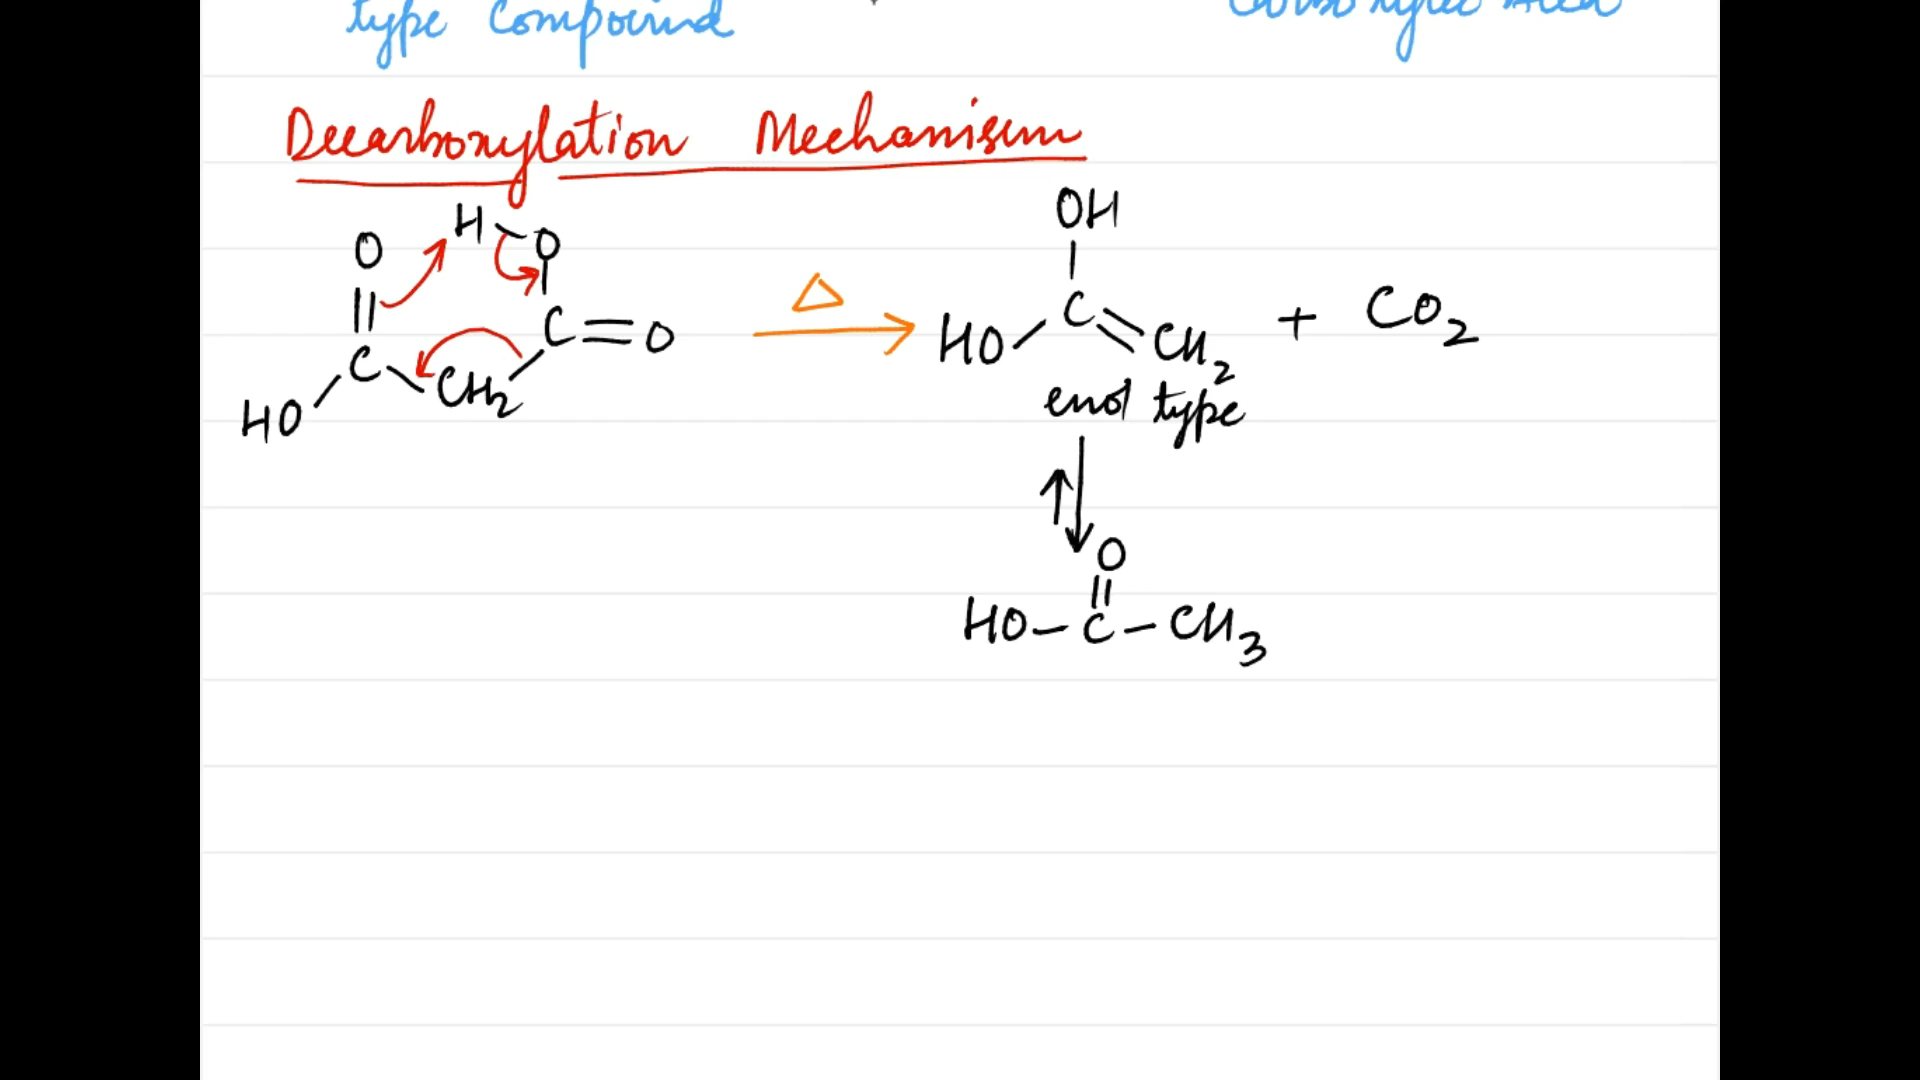 type Compound
Decarboxylation Mechanism
OH
O H O
C = O △ HO C CH2 + CO2
C CH2
HO enol type
O
HO - C - CH3